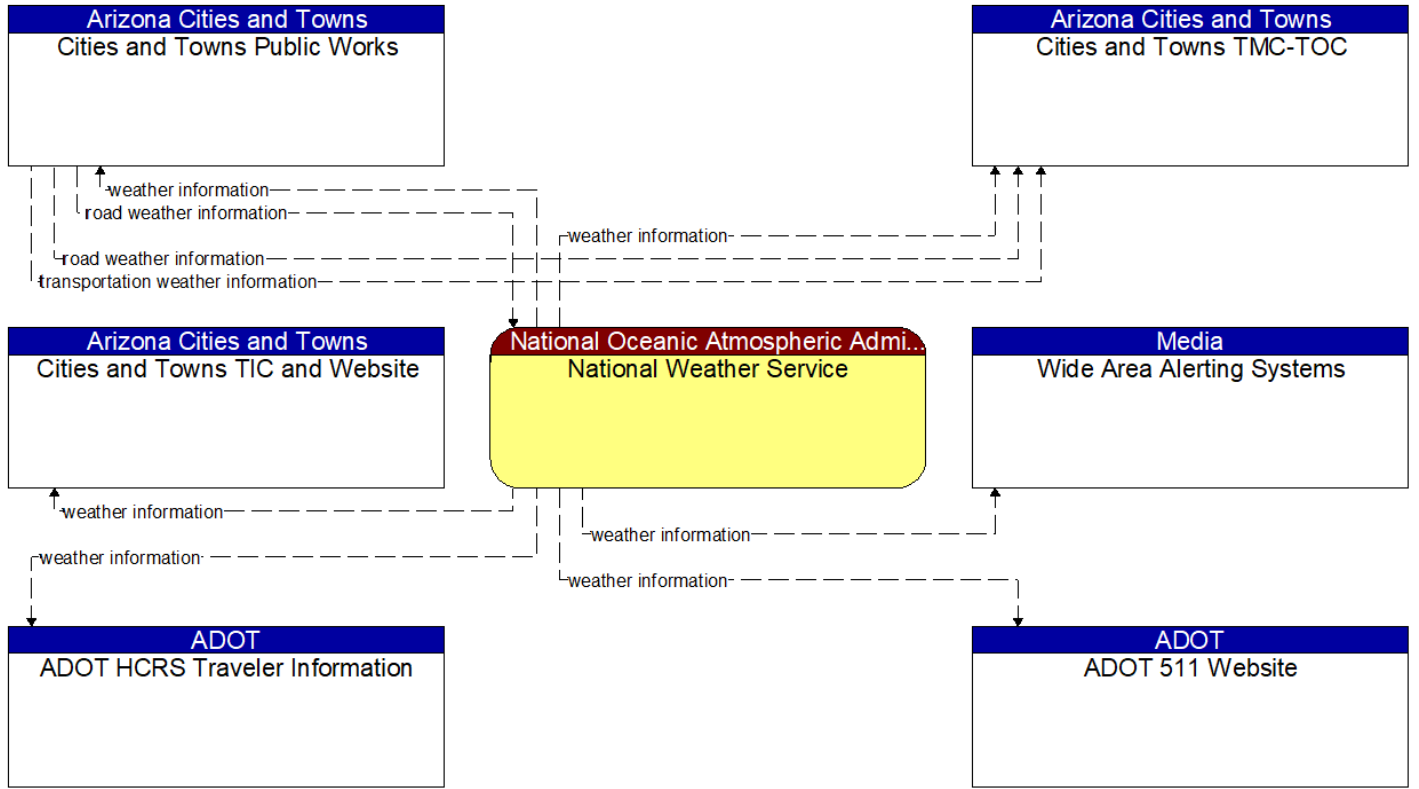 Arizona Cities and Towns
Cities and Towns Public Works
Arizona Cities and Towns
Cities and Towns TMC-TOC
weather information
road weather information
weather information
road weather information
transportation weather information
Arizona Cities and Towns
Cities and Towns TIC and Website
National Oceanic Atmospheric Admi...
National Weather Service
Media
Wide Area Alerting Systems
weather information
weather information
weather information
weather information
ADOT
ADOT HCRS Traveler Information
ADOT
ADOT 511 Website